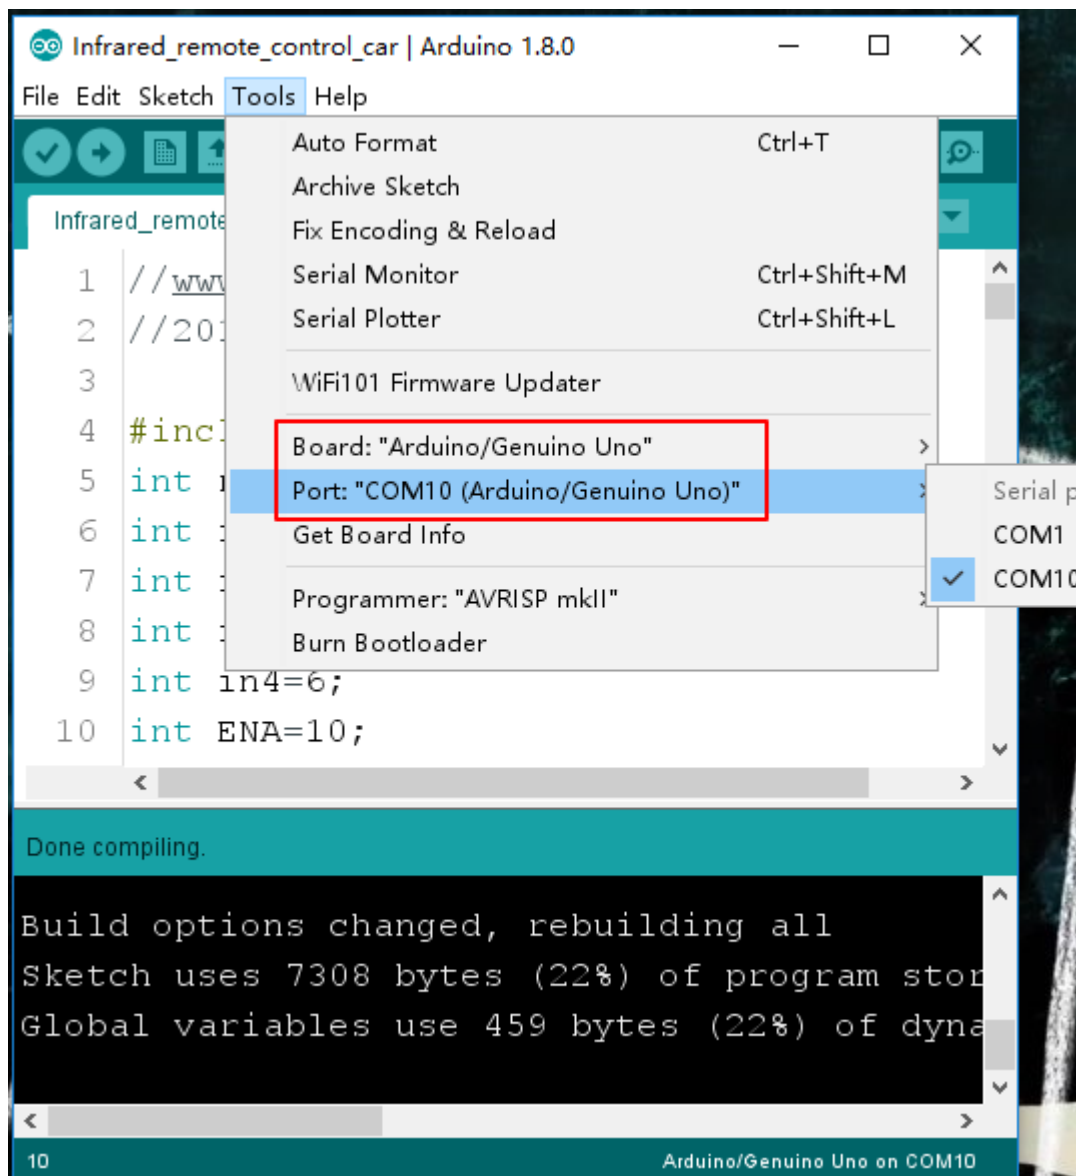 Infrared_remote_control_car | Arduino 1.8.0
File Edit Sketch Tools Help
Auto Format Ctrl+T
Archive Sketch
Fix Encoding & Reload
Serial Monitor Ctrl+Shift+M
Serial Plotter Ctrl+Shift+L
WiFi101 Firmware Updater
Board: "Arduino/Genuino Uno"
Port: "COM10 (Arduino/Genuino Uno)"
Get Board Info
Programmer: "AVRISP mkII"
Burn Bootloader
Serial
COM1
COM10
Infrared_remote
1 //www
2 //20
3
4 #inc
5 int
6 int
7 int
8 int
9 int in4=6;
10 int ENA=10;
Done compiling.
Build options changed, rebuilding all
Sketch uses 7308 bytes (22%) of program stor
Global variables use 459 bytes (22%) of dyna
10 Arduino/Genuino Uno on COM10